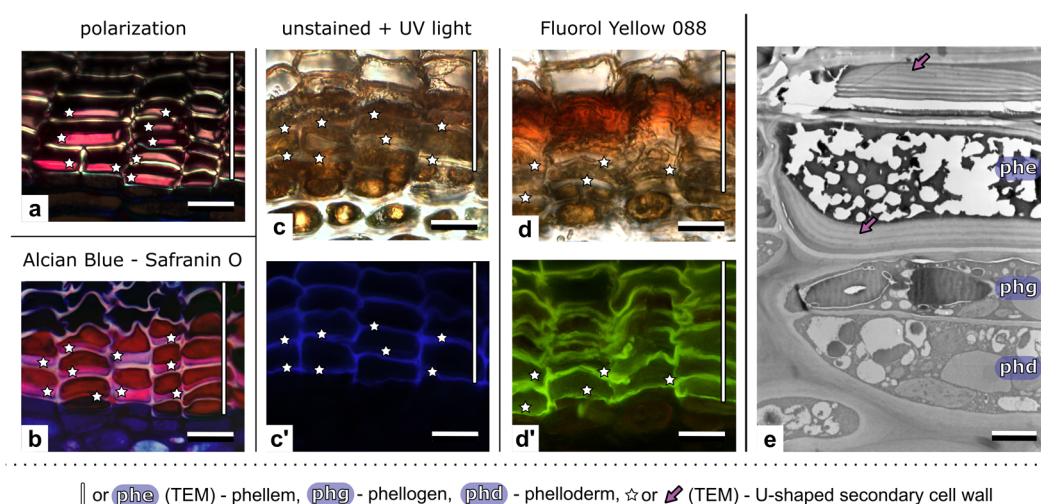 polarization
unstained + UV light
Fluorol Yellow 088
a
c
d
phe
Alcian Blue - Safranin O
phg
phd
b
c'
d'
e
or phe (TEM) - phellem, phg - phellogen, phd - phelloderm, ☆ or (TEM) - U-shaped secondary cell wall